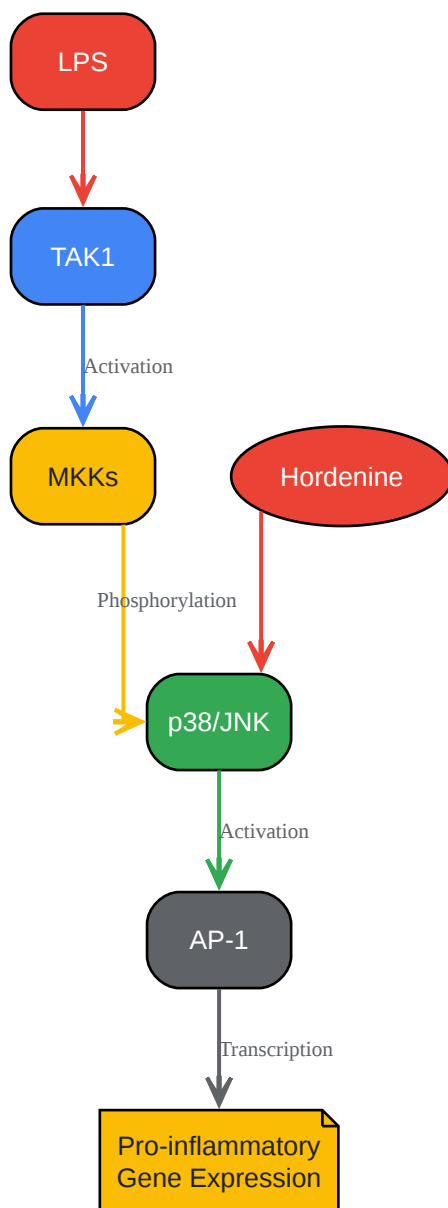 LPS
TAK1
Activation
MKKs
Hordenine
Phosphorylation
p38/JNK
Activation
AP-1
Transcription
Pro-inflammatory
Gene Expression